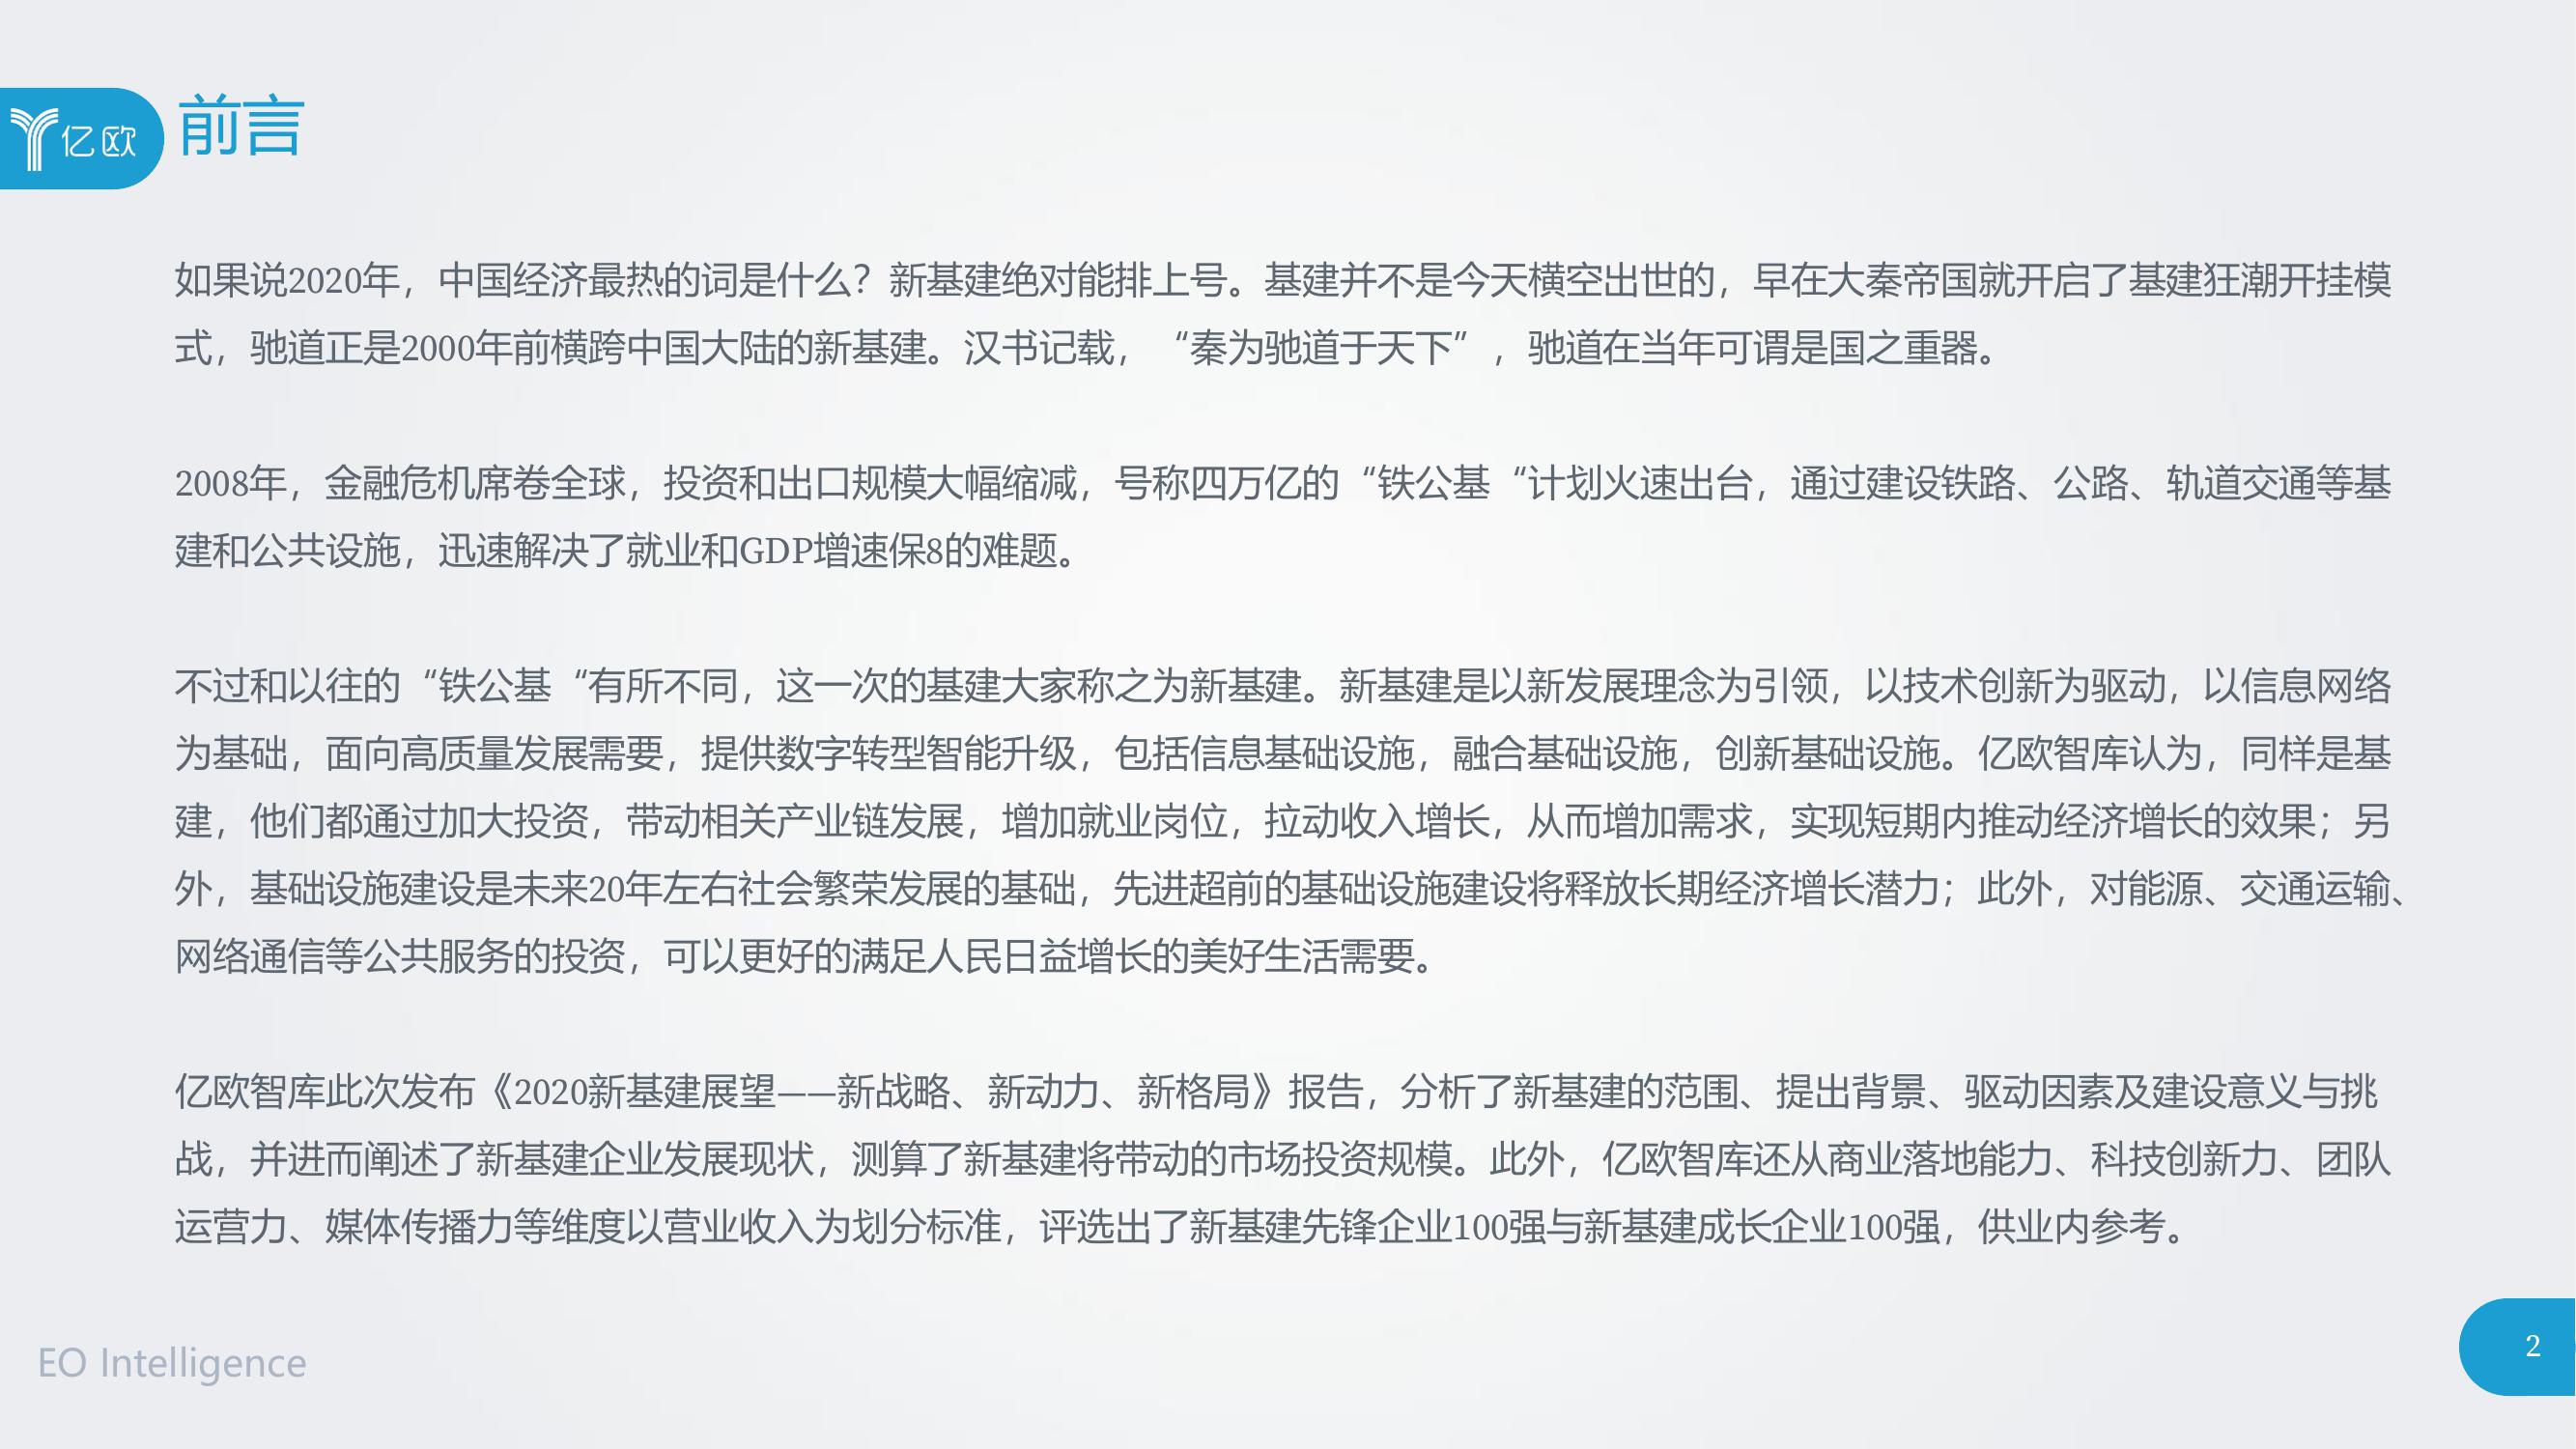 亿欧
前言
如果说2020年，中国经济最热的词是什么？新基建绝对能排上号。基建并不是今天横空出世的，早在大秦帝国就开启了基建狂潮开挂模
式，驰道正是2000年前横跨中国大陆的新基建。汉书记载，“秦为驰道于天下”，驰道在当年可谓是国之重器。
2008年，金融危机席卷全球，投资和出口规模大幅缩减，号称四万亿的“铁公基“计划火速出台，通过建设铁路、公路、轨道交通等基
建和公共设施，迅速解决了就业和GDP增速保8的难题。
不过和以往的“铁公基“有所不同，这一次的基建大家称之为新基建。新基建是以新发展理念为引领，以技术创新为驱动，以信息网络
为基础，面向高质量发展需要，提供数字转型智能升级，包括信息基础设施，融合基础设施，创新基础设施。亿欧智库认为，同样是基
建，他们都通过加大投资，带动相关产业链发展，增加就业岗位，拉动收入增长，从而增加需求，实现短期内推动经济增长的效果；另
外，基础设施建设是未来20年左右社会繁荣发展的基础，先进超前的基础设施建设将释放长期经济增长潜力；此外，对能源、交通运输、
网络通信等公共服务的投资，可以更好的满足人民日益增长的美好生活需要。
亿欧智库此次发布《2020新基建展望——新战略、新动力、新格局》报告，分析了新基建的范围、提出背景、驱动因素及建设意义与挑
战，并进而阐述了新基建企业发展现状，测算了新基建将带动的市场投资规模。此外，亿欧智库还从商业落地能力、科技创新力、团队
运营力、媒体传播力等维度以营业收入为划分标准，评选出了新基建先锋企业100强与新基建成长企业100强，供业内参考。
EO Intelligence
2